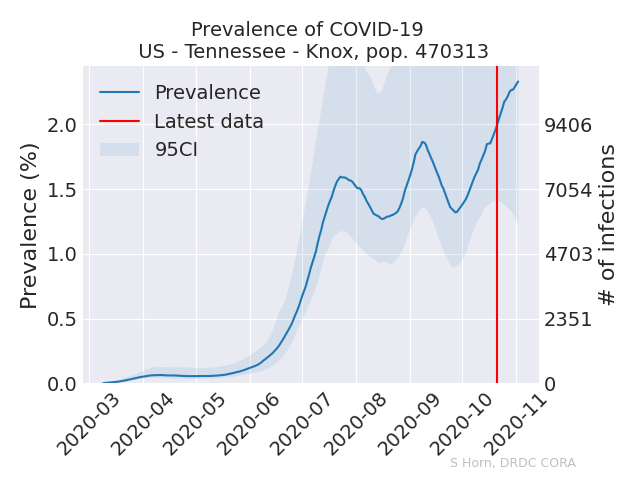 Prevalence of COVID-19
US - Tennessee - Knox, pop. 470313
Prevalence
Latest data
95CI
Prevalence (%)
2.0
1.5
1.0
0.5
0.0
9406
7054
4703
2351
0
# of infections
2020-03
2020-04
2020-05
2020-06
2020-07
2020-08
2020-09
2020-10
2020-11
S Horn, DRDC CORA